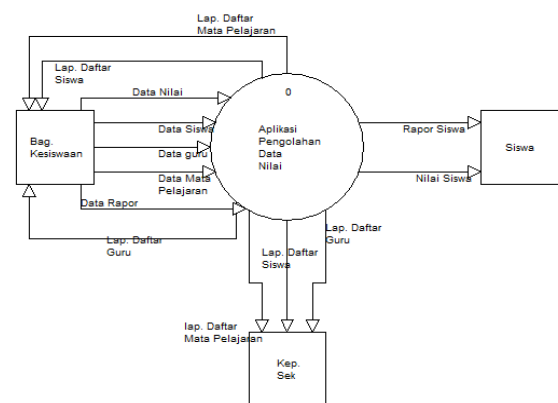 Lap. Daftar
Mata Pelajaran
Lap. Daftar
Siswa
Data Nilai
0
Bag.
Kesiswaan
Data Siswa
Data guru
Data Mata
Pelajaran
Aplikasi
Pengolahan
Data
Nilai
Rapor Siswa
Nilai Siswa
Siswa
Data Rapor
Lap. Daftar
Guru
Lap. Daftar
Siswa
Lap. Daftar
Guru
lap. Daftar
Mata Pelajaran
Kep.
Sek